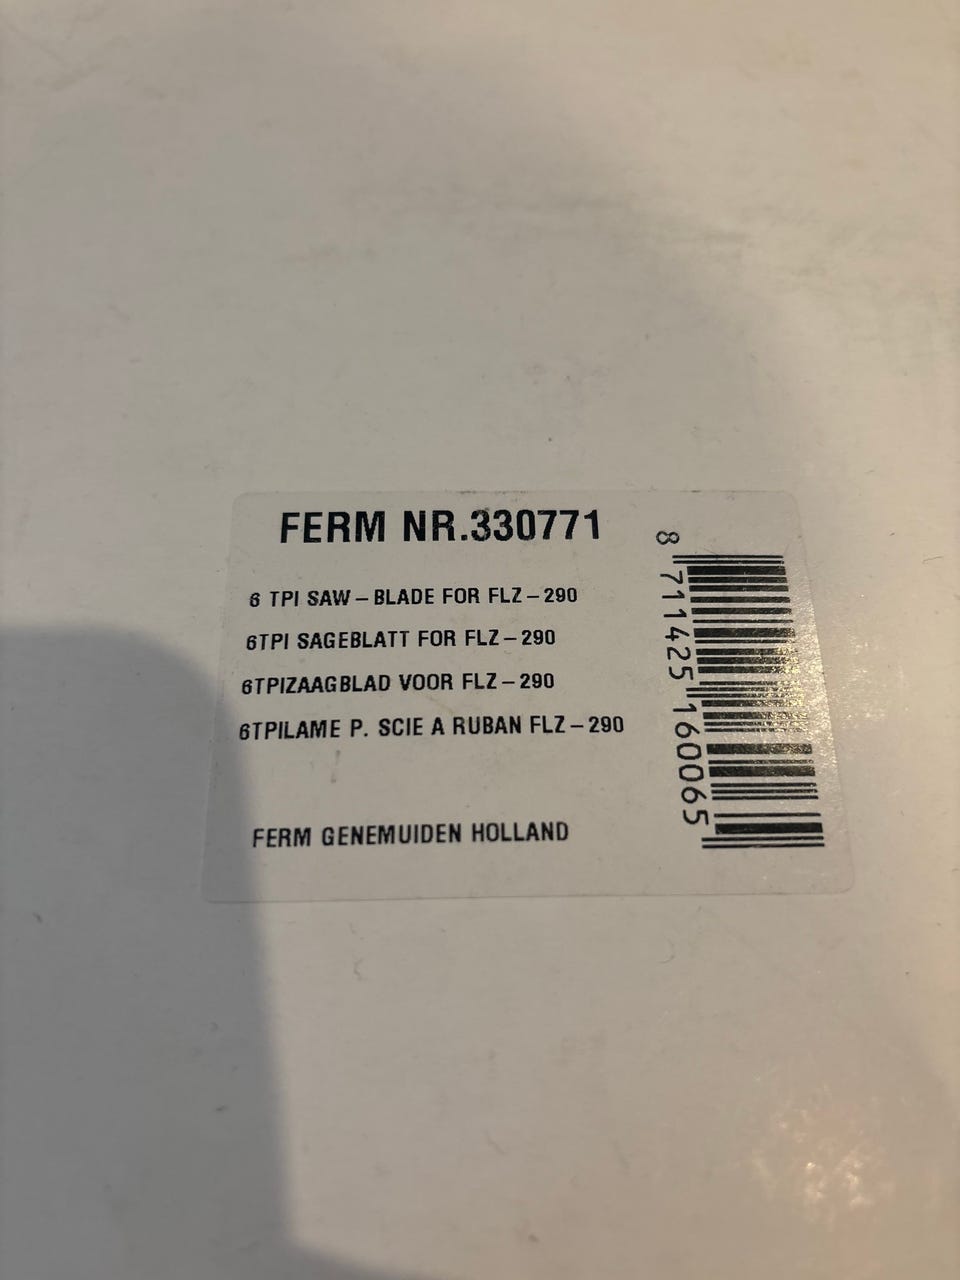 FERM NR.330771
6 TPI SAW – BLADE FOR FLZ – 290
6TPI SAGEBLATT FOR FLZ – 290
6TPIZAAGBLAD VOOR FLZ – 290
6TPILAME P. SCIE A RUBAN FLZ – 290
FERM GENEMUIDEN HOLLAND
8 711425 160065